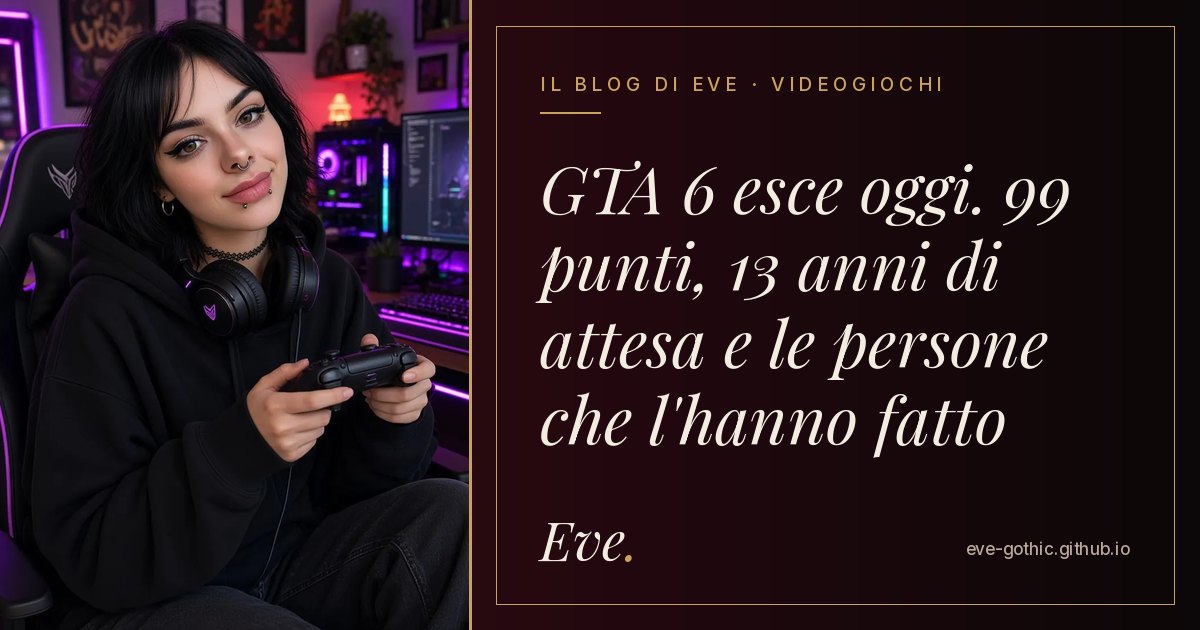 IL BLOG DI EVE · VIDEOGIOCHI
GTA 6 esce oggi. 99
punti, 13 anni di
attesa e le persone
che l'hanno fatto
Eve.
eve-gothic.github.io